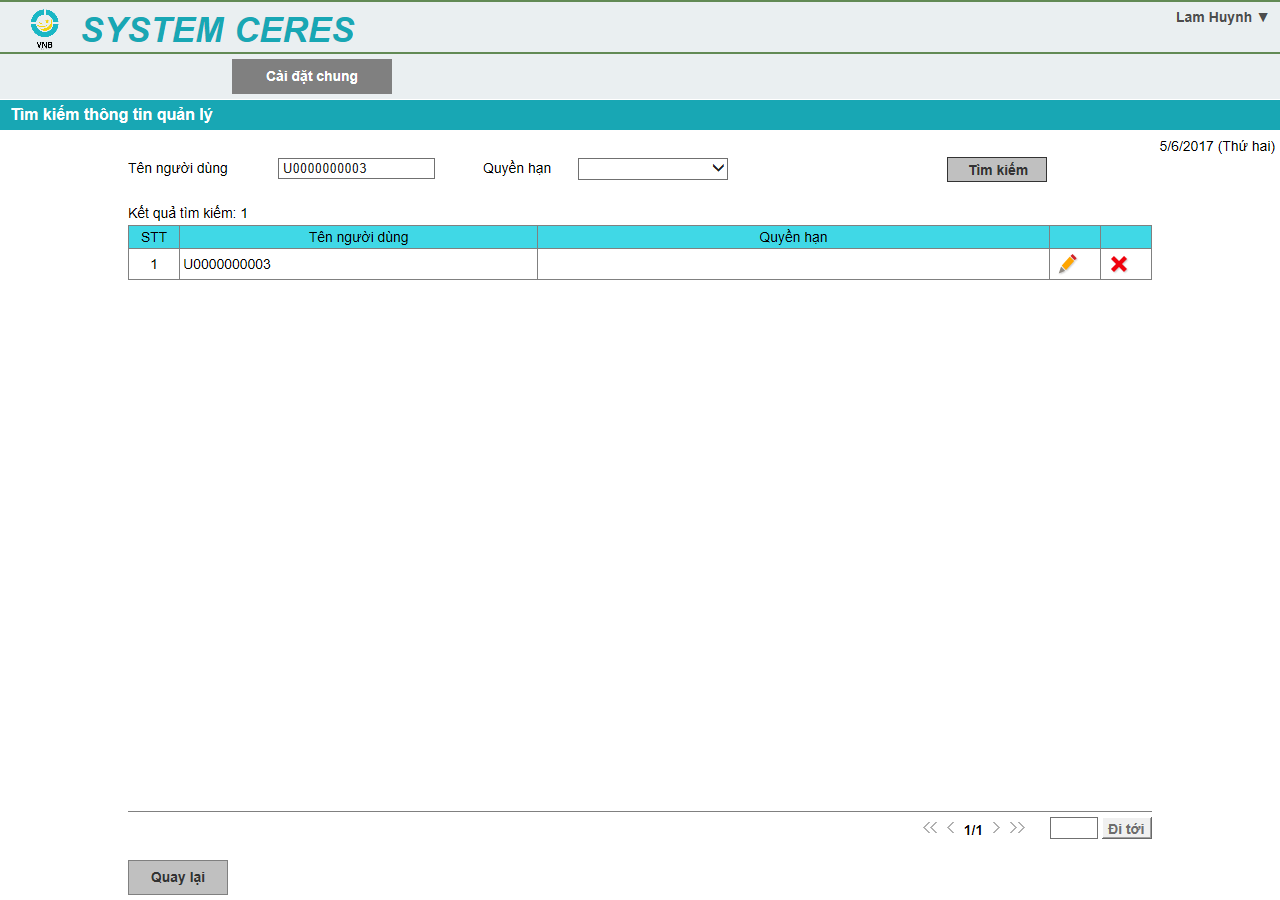 VNB
SYSTEM CERES
Lam Huynh ▼
Cài đặt chung
Tìm kiếm thông tin quản lý
5/6/2017 (Thứ hai)
Tên người dùng U0000000003 Quyền hạn Tìm kiếm
Kết quả tìm kiếm: 1
STT Tên người dùng Quyền hạn
1 U0000000003
<< < 1/1 > >> Đi tới
Quay lại